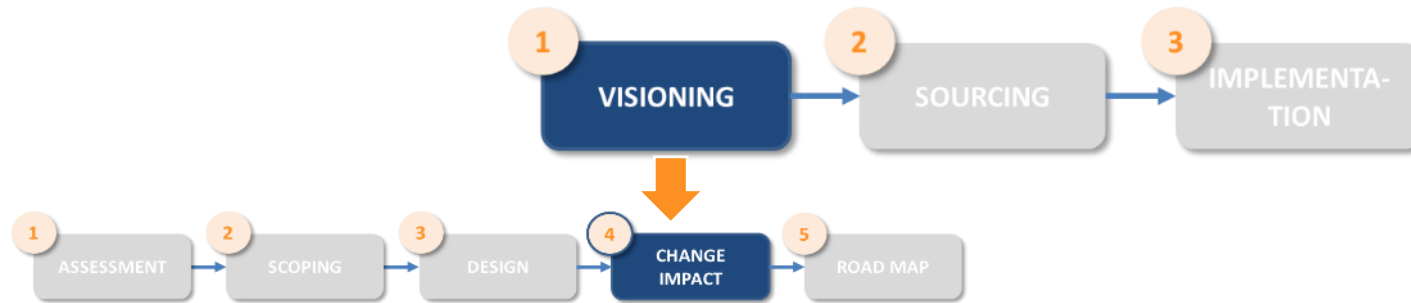 1
VISIONING
2
SOURCING
3
IMPLEMENTA-
TION
1
ASSESSMENT
2
SCOPING
3
DESIGN
4
CHANGE
IMPACT
5
ROAD MAP